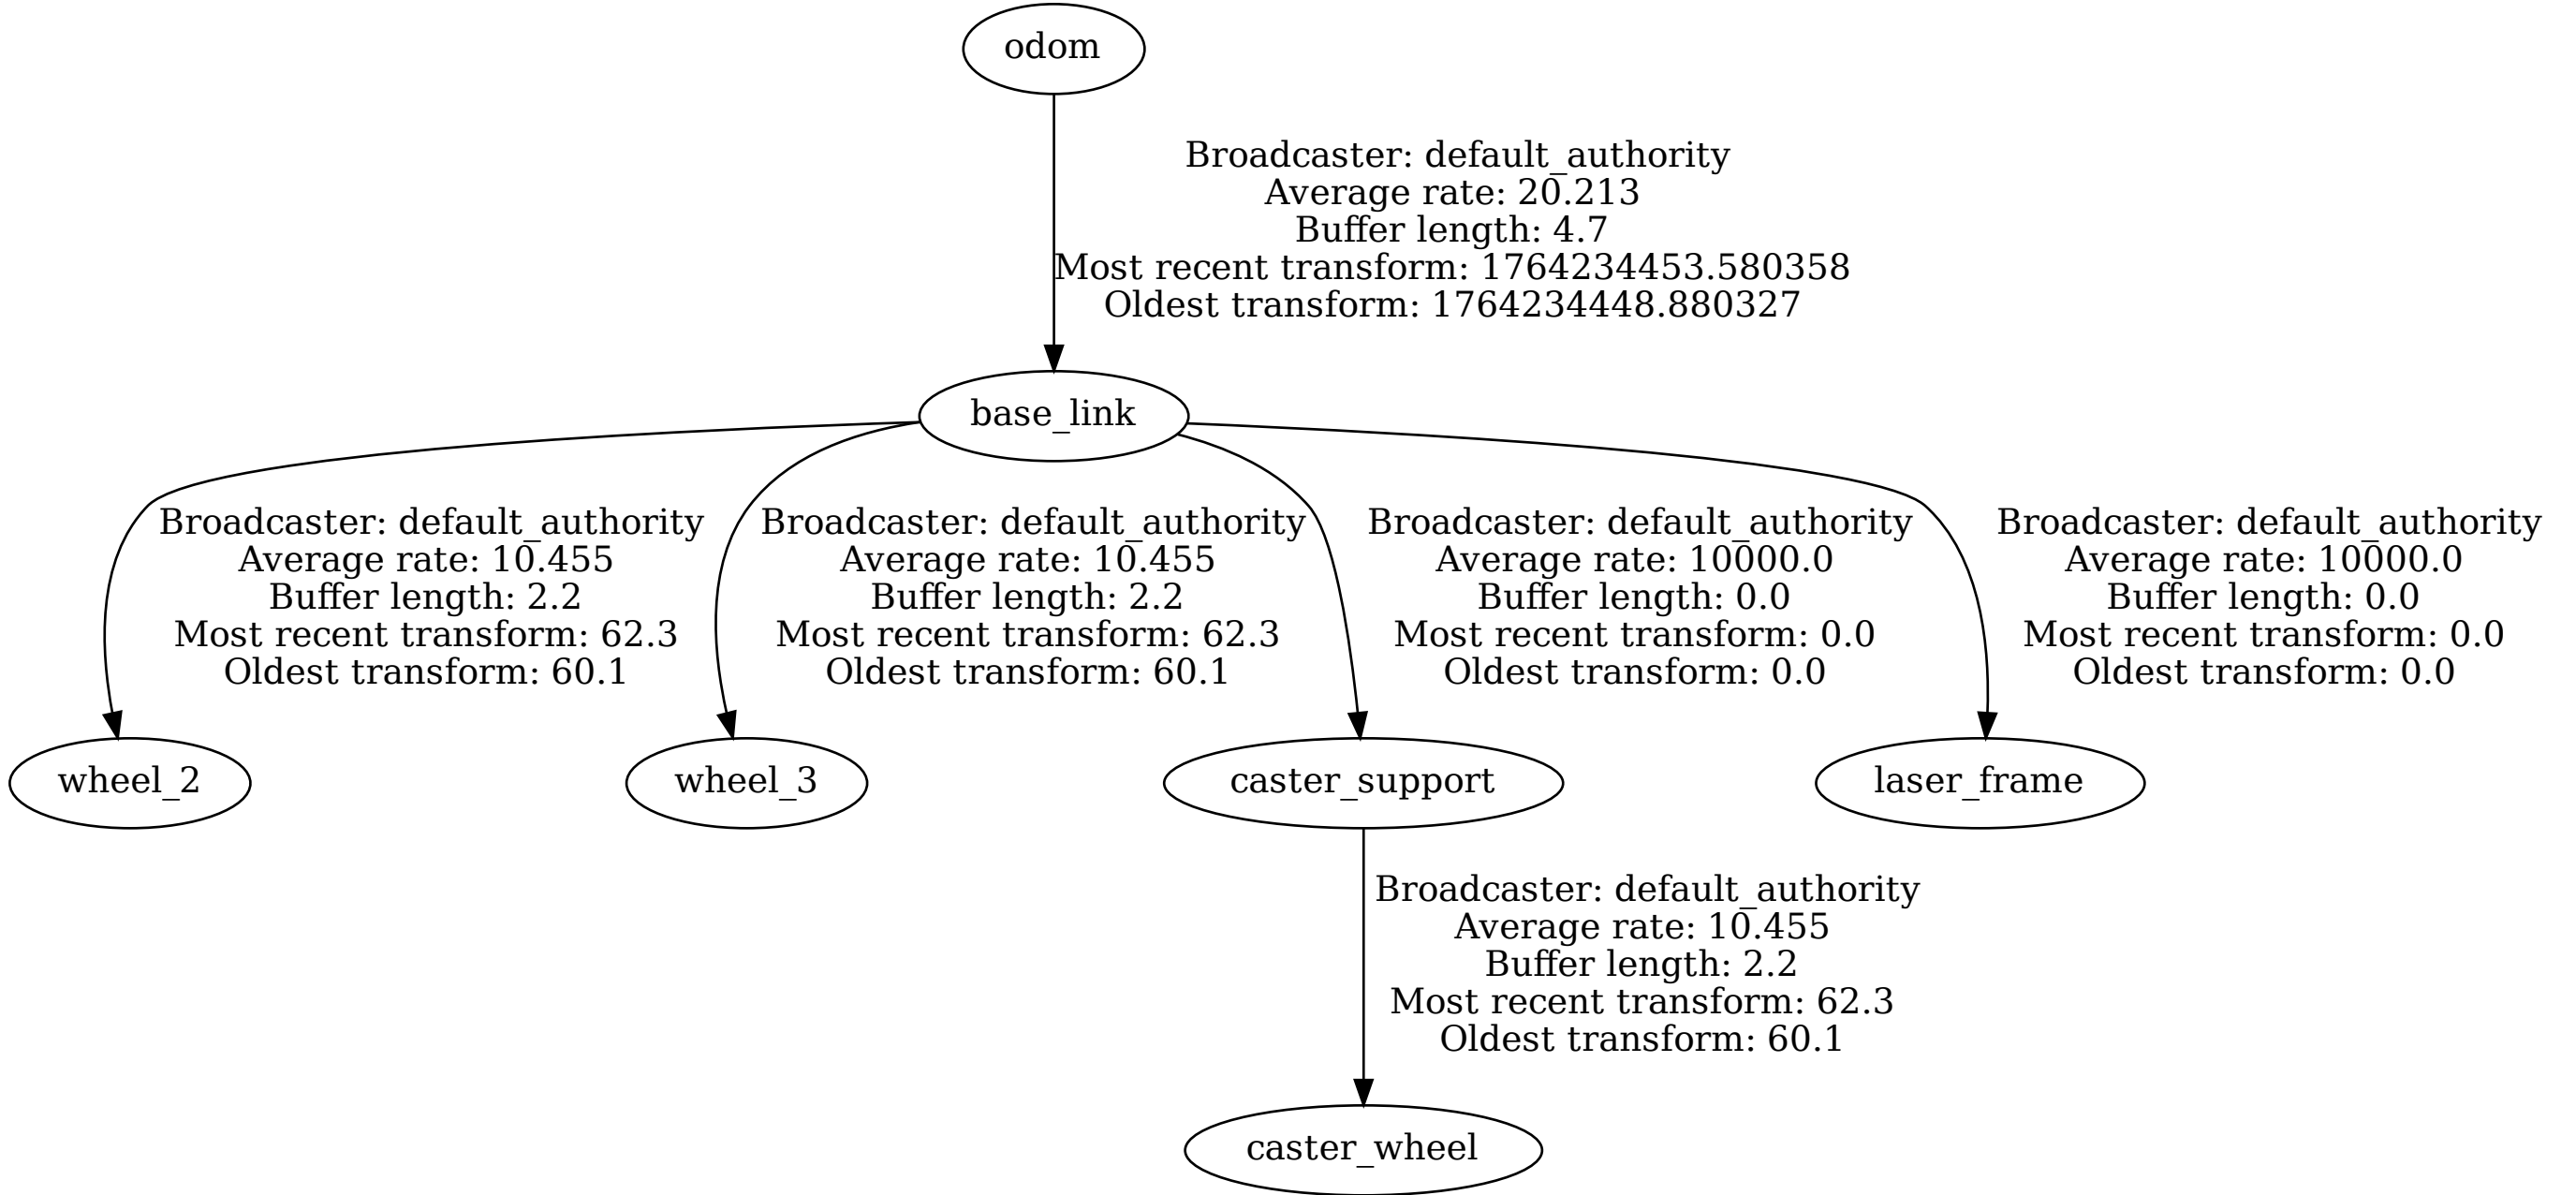 odom
Broadcaster: default_authority
Average rate: 20.213
Buffer length: 4.7
Most recent transform: 1764234453.580358
Oldest transform: 1764234448.880327
base_link
Broadcaster: default_authority
Average rate: 10.455
Buffer length: 2.2
Most recent transform: 62.3
Oldest transform: 60.1
Broadcaster: default_authority
Average rate: 10.455
Buffer length: 2.2
Most recent transform: 62.3
Oldest transform: 60.1
Broadcaster: default_authority
Average rate: 10000.0
Buffer length: 0.0
Most recent transform: 0.0
Oldest transform: 0.0
Broadcaster: default_authority
Average rate: 10000.0
Buffer length: 0.0
Most recent transform: 0.0
Oldest transform: 0.0
wheel_2
wheel_3
caster_support
laser_frame
Broadcaster: default_authority
Average rate: 10.455
Buffer length: 2.2
Most recent transform: 62.3
Oldest transform: 60.1
caster_wheel